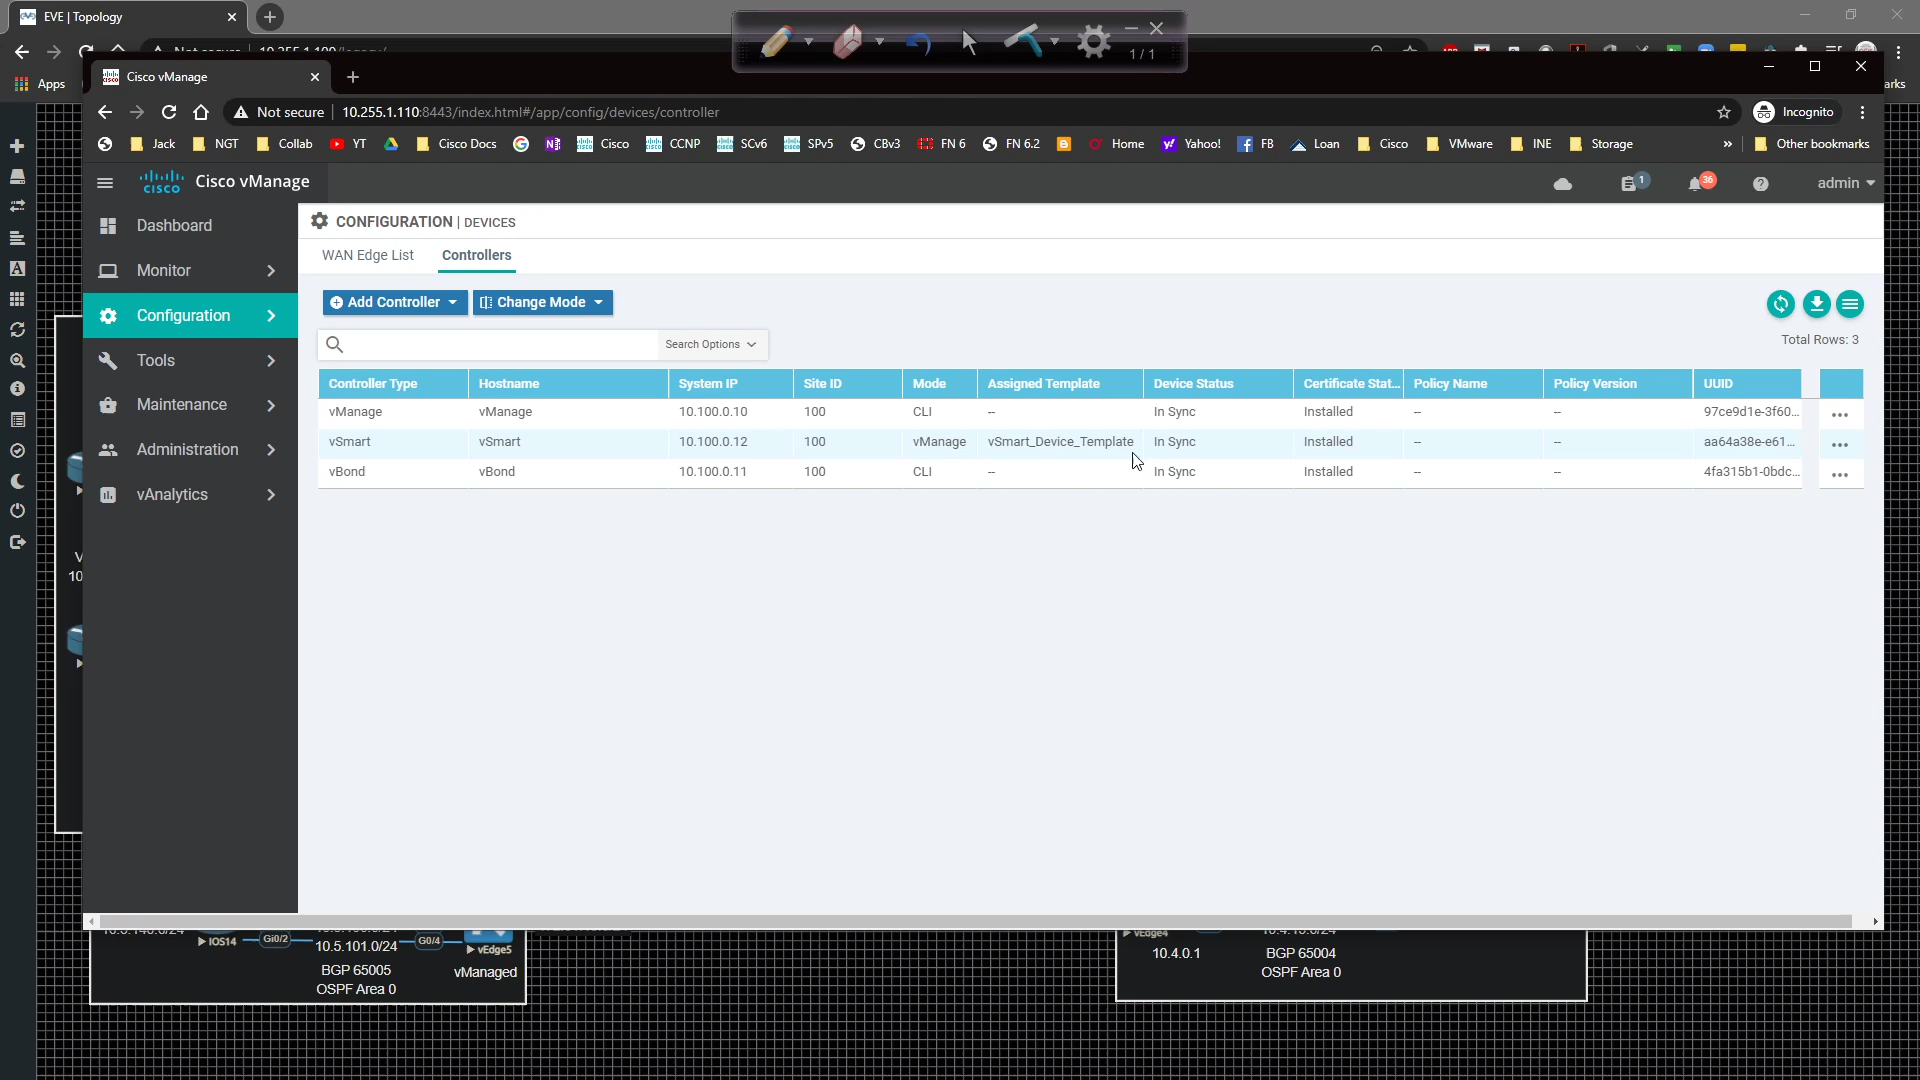 EVE | Topology
1 / 1
Apps
Cisco vManage
Not secure | 10.255.1.110:8443/index.html#/app/config/devices/controller
Incognito
Jack NGT Collab YT Cisco Docs Cisco CCNP SCv6 SPv5 CBv3 FN 6 FN 6.2 Home Yahoo! FB Loan Cisco VMware INE Storage » Other bookmarks
CISCO Cisco vManage
1 36 admin
Dashboard
Monitor
Configuration
Tools
Maintenance
Administration
vAnalytics
CONFIGURATION | DEVICES
WAN Edge List Controllers
Add Controller Change Mode
Search Options
Total Rows: 3
Controller Type Hostname System IP Site ID Mode Assigned Template Device Status Certificate Stat... Policy Name Policy Version UUID
vManage vManage 10.100.0.10 100 CLI -- In Sync Installed -- -- 97ce9d1e-3f60... •••
vSmart vSmart 10.100.0.12 100 vManage vSmart_Device_Template In Sync Installed -- -- aa64a38e-e61... •••
vBond vBond 10.100.0.11 100 CLI -- In Sync Installed -- -- 4fa315b1-0bdc... •••
IOS14 Gi0/2 10.5.101.0/24 G0/4 vEdge5
BGP 65005 vManaged
OSPF Area 0
vEdge4
10.4.0.1 BGP 65004
OSPF Area 0